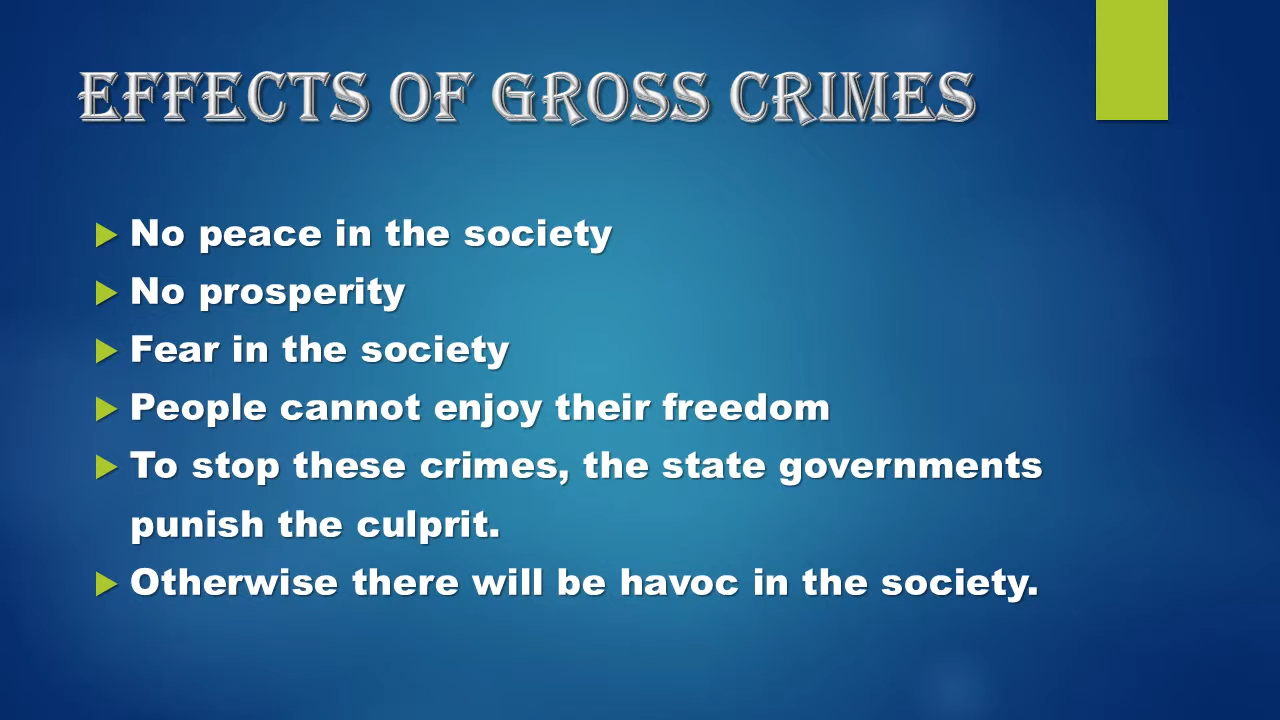 EFFECTS OF GROSS CRIMES
No peace in the society
No prosperity
Fear in the society
People cannot enjoy their freedom
To stop these crimes, the state governments
punish the culprit.
Otherwise there will be havoc in the society.